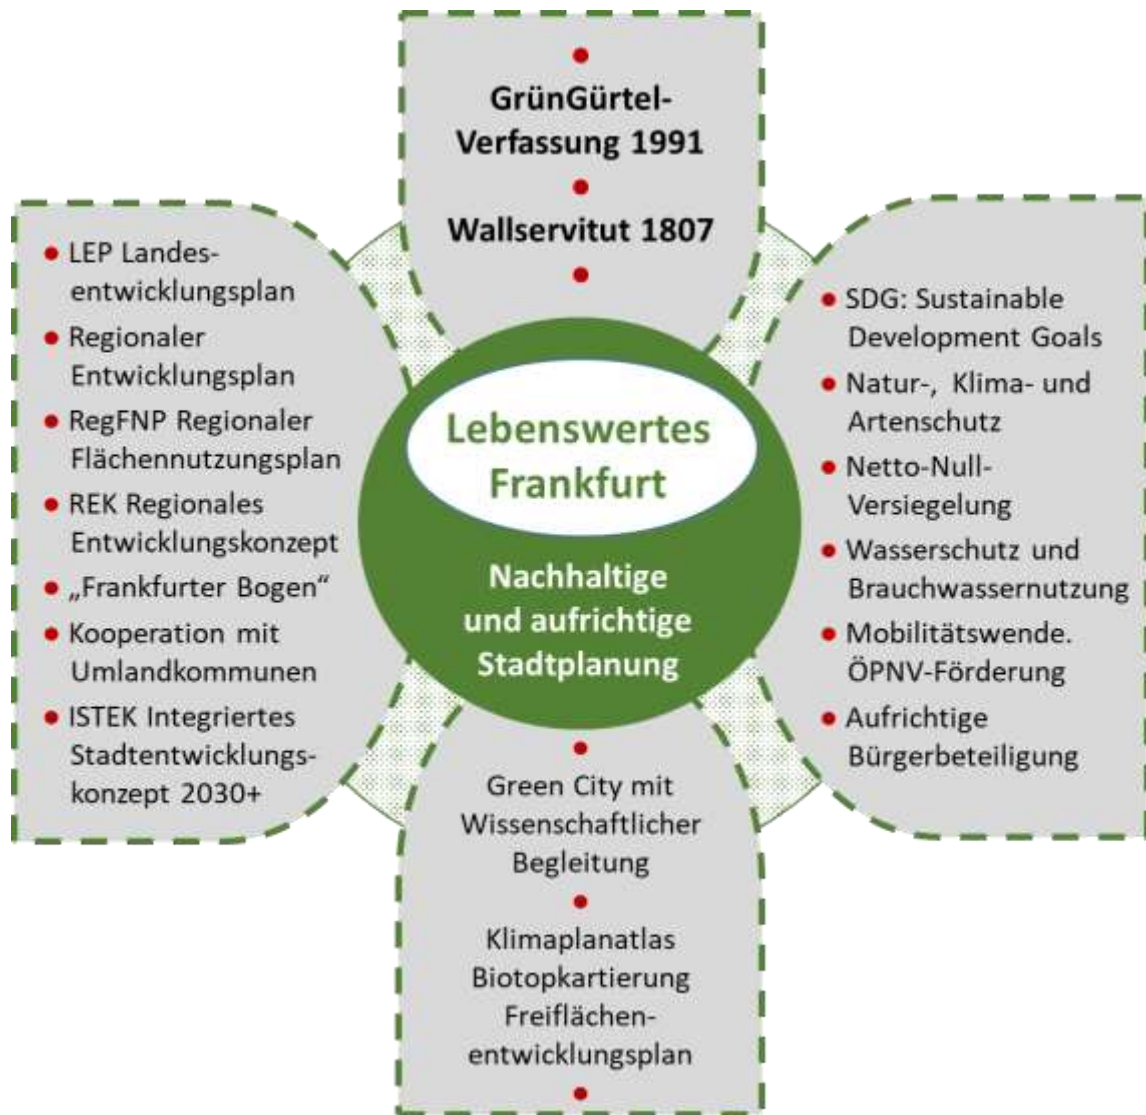 GrünGürtel-
Verfassung 1991
Wallservitut 1807
• LEP Landes-
entwicklungsplan
• Regionaler
Entwicklungsplan
• RegFNP Regionaler
Flächennutzungsplan
• REK Regionales
Entwicklungskonzept
• „Frankfurter Bogen“
• Kooperation mit
Umlandkommunen
• ISTEK Integriertes
Stadtentwicklungs-
konzept 2030+
Lebenswertes
Frankfurt
Nachhaltige
und aufrichtige
Stadtplanung
• SDG: Sustainable
Development Goals
• Natur-, Klima- und
Artenschutz
• Netto-Null-
Versiegelung
• Wasserschutz und
Brauchwassernutzung
• Mobilitätswende.
ÖPNV-Förderung
• Aufrichtige
Bürgerbeteiligung
Green City mit
Wissenschaftlicher
Begleitung
Klimaplanatlas
Biotopkartierung
Freiflächen-
entwicklungsplan